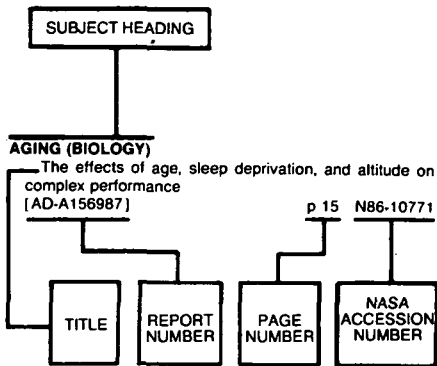 SUBJECT HEADING
AGING (BIOLOGY)
The effects of age, sleep deprivation, and altitude on
complex performance
[AD-A156987] p 15 N86-10771
TITLE
REPORT
NUMBER
PAGE
NUMBER
NASA
ACCESSION
NUMBER